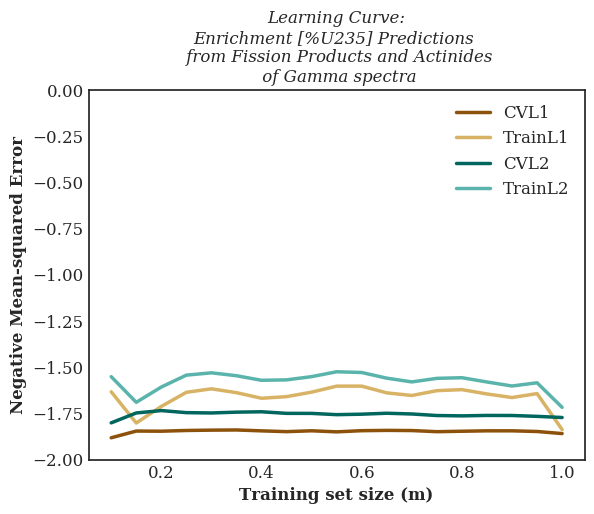 Learning Curve:
Enrichment [%U235] Predictions
from Fission Products and Actinides
of Gamma spectra
0.00
−0.25
−0.50
−0.75
−1.00
−1.25
−1.50
−1.75
−2.00
Negative Mean-squared Error
CVL1
TrainL1
CVL2
TrainL2
0.2 0.4 0.6 0.8 1.0
Training set size (m)